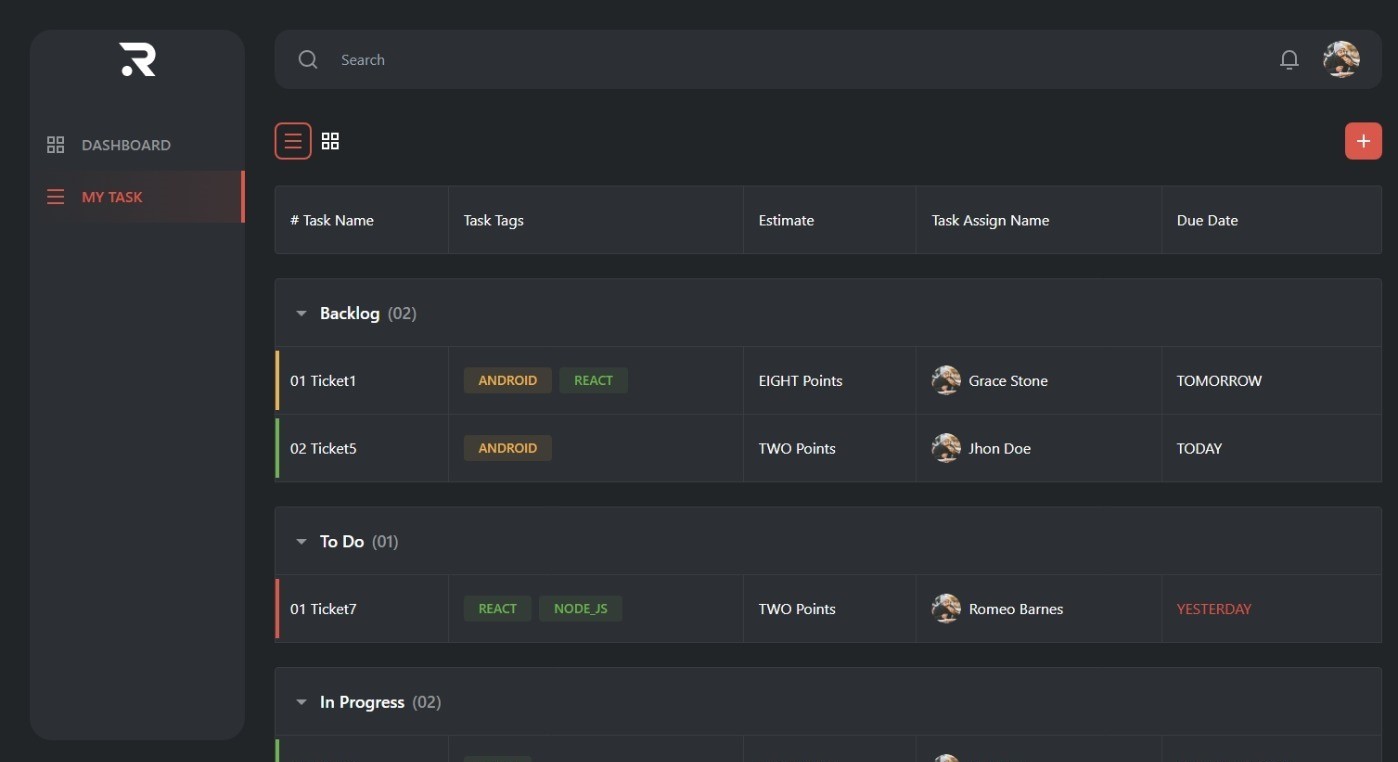 Search
DASHBOARD
MY TASK
# Task Name Task Tags Estimate Task Assign Name Due Date
Backlog (02)
01 Ticket1 ANDROID REACT EIGHT Points Grace Stone TOMORROW
02 Ticket5 ANDROID TWO Points Jhon Doe TODAY
To Do (01)
01 Ticket7 REACT NODE_JS TWO Points Romeo Barnes YESTERDAY
In Progress (02)